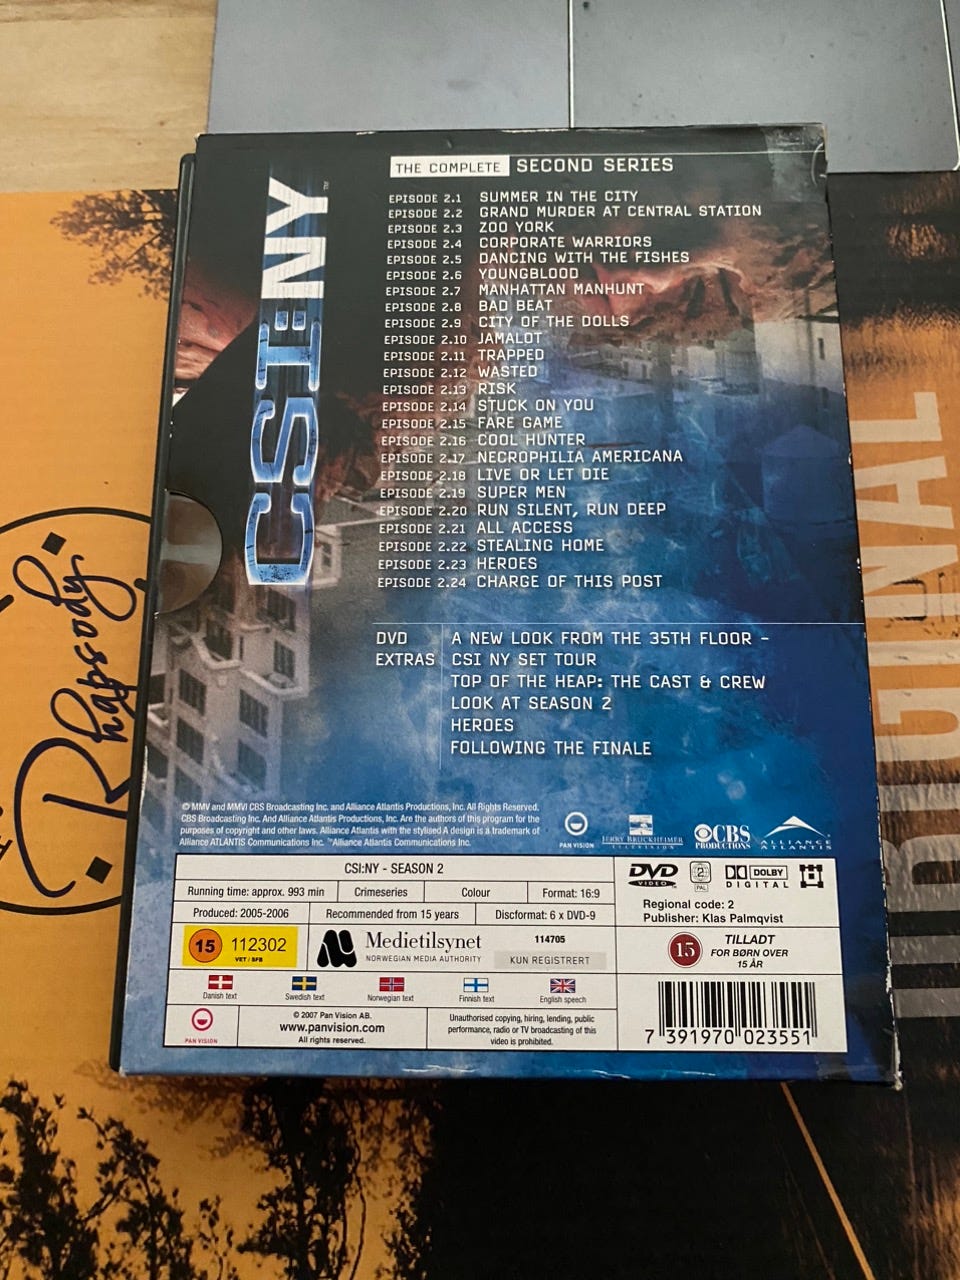 THE COMPLETE SECOND SERIES
EPISODE 2.1 SUMMER IN THE CITY
EPISODE 2.2 GRAND MURDER AT CENTRAL STATION
EPISODE 2.3 ZOO YORK
EPISODE 2.4 CORPORATE WARRIORS
EPISODE 2.5 DANCING WITH THE FISHES
EPISODE 2.6 YOUNGBLOOD
EPISODE 2.7 MANHATTAN MANHUNT
EPISODE 2.8 BAD BEAT
EPISODE 2.9 CITY OF THE DOLLS
EPISODE 2.10 JAMALOT
EPISODE 2.11 TRAPPED
EPISODE 2.12 WASTED
EPISODE 2.13 RISK
EPISODE 2.14 STUCK ON YOU
EPISODE 2.15 FARE GAME
EPISODE 2.16 COOL HUNTER
EPISODE 2.17 NECROPHILIA AMERICANA
EPISODE 2.18 LIVE OR LET DIE
EPISODE 2.19 SUPER MEN
EPISODE 2.20 RUN SILENT, RUN DEEP
EPISODE 2.21 ALL ACCESS
EPISODE 2.22 STEALING HOME
EPISODE 2.23 HEROES
EPISODE 2.24 CHARGE OF THIS POST
CSI: NY™
DVD EXTRAS
A NEW LOOK FROM THE 35TH FLOOR -
CSI NY SET TOUR
TOP OF THE HEAP: THE CAST & CREW
LOOK AT SEASON 2
HEROES
FOLLOWING THE FINALE
© MMV and MMVI CBS Broadcasting Inc. and Alliance Atlantis Productions, Inc. All Rights Reserved.
CBS Broadcasting Inc. And Alliance Atlantis Productions, Inc. Are the authors of this program for the
purposes of copyright and other laws. Alliance Atlantis with the stylised A design is a trademark of
Alliance ATLANTIS Communications Inc. ™Alliance Atlantis Communications Inc.
PAN VISION
JERRY BRUCKHEIMER
TELEVISION
CBS
PRODUCTIONS
ALLIANCE
ATLANTIS
CSI:NY - SEASON 2
Running time: approx. 993 min
Crimeseries
Colour
Format: 16:9
Produced: 2005-2006
Recommended from 15 years
Discformat: 6 x DVD-9
15 112302
VET / SFB
Medietilsynet
NORWEGIAN MEDIA AUTHORITY
114705
KUN REGISTRERT
Danish text
Swedish text
Norwegian text
Finnish text
English speech
PAN VISION
© 2007 Pan Vision AB.
www.panvision.com
All rights reserved.
Unauthorised copying, hiring, lending, public
performance, radio or TV broadcasting of this
video is prohibited.
DVD
VIDEO
2
PAL
DOLBY
DIGITAL
Regional code: 2
Publisher: Klas Palmqvist
15
TILLADT
FOR BØRN OVER
15 ÅR
7 391970 023551
Rhapsody
ORIGINAL